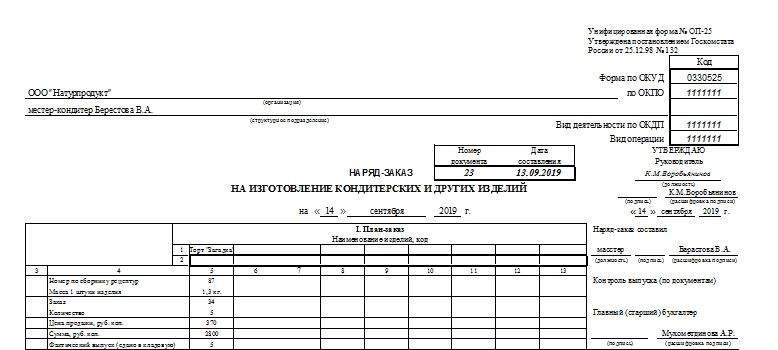 Унифицированная форма № ОП-25
Утверждена постановлением Госкомстата
России от 25.12.98 № 132
Код
Форма по ОКУД 0330525
ООО "Натурпродукт" по ОКПО 1111111
(организация)
местер-кондитер Берестова В.А.
(структурное подразделение)
Вид деятельности по ОКДП 1111111
Вид операции 1111111
Номер документа Дата составления
УТВЕРЖДАЮ
Руководитель
НАРЯД-ЗАКАЗ 23 13.09.2019
К.М.Воробьянинов
(должность)
НА ИЗГОТОВЛЕНИЕ КОНДИТЕРСКИХ И ДРУГИХ ИЗДЕЛИЙ
К.М.Воробьянинов
(подпись) (расшифровка подписи)
на « 14 » сентября 2019 г.
« 14 » сентября 2019 г.
I. План-заказ
Наименование изделий, код
Наряд-заказ составил
1 Торт "Загадка
2
масстер Барастова В.А.
(должность) (подпись) (расшифровка подписи)
3 4 5 6 7 8 9 10 11 12 13
Номер по сборнику рецептур 87
Масса 1 штуки изделия 1,3 кг.
Контроль выпуска (по документам)
Заказ 34
Количество 5
Главный (старший) бухгалтер
Цена продажи, руб. коп. 370
Сумма, руб. коп. 2800
Мухометдинова А.Р.
Фактический выпуск (сдано в кладовую) 5
(подпись) (расшифровка подписи)